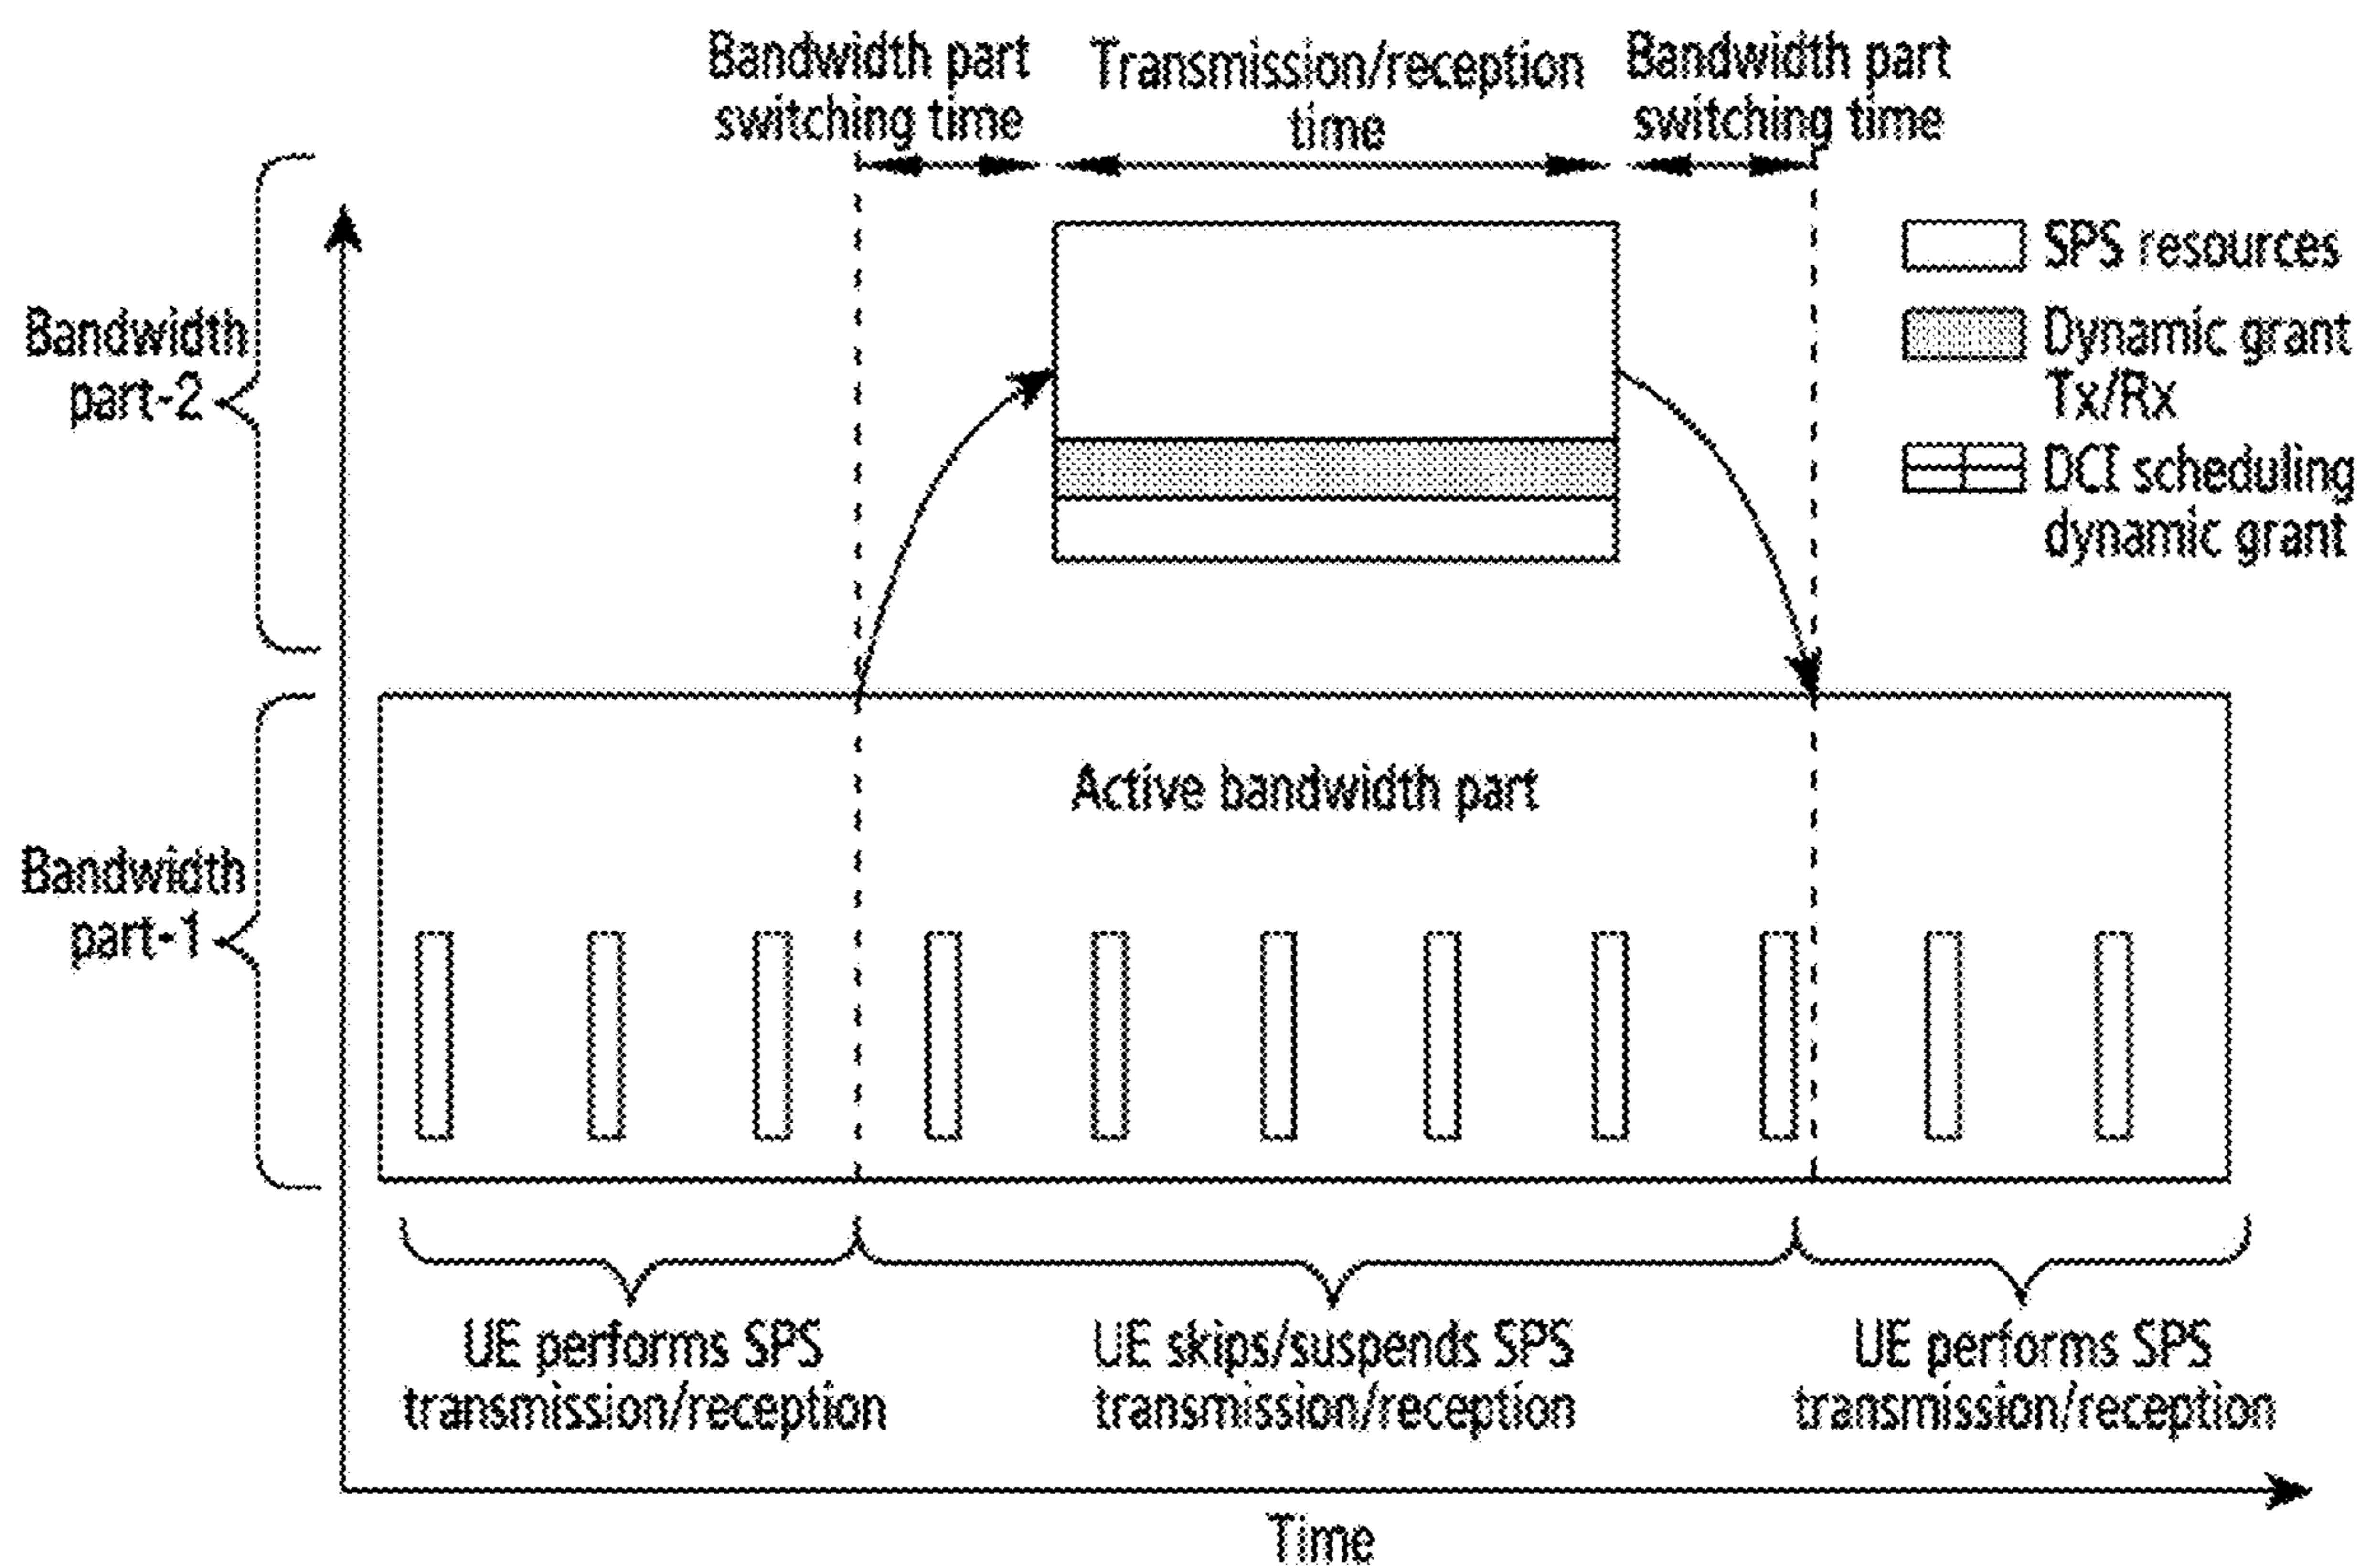 Bandwidth part
switching time
Transmission/reception
time
Bandwidth part
switching time
SPS resources
Dynamic grant
Tx/Rx
DCI scheduling
dynamic grant
Bandwidth
part-2
Bandwidth
part-1
Active bandwidth part
UE performs SPS
transmission/reception
UE skips/suspends SPS
transmission/reception
UE performs SPS
transmission/reception
Time